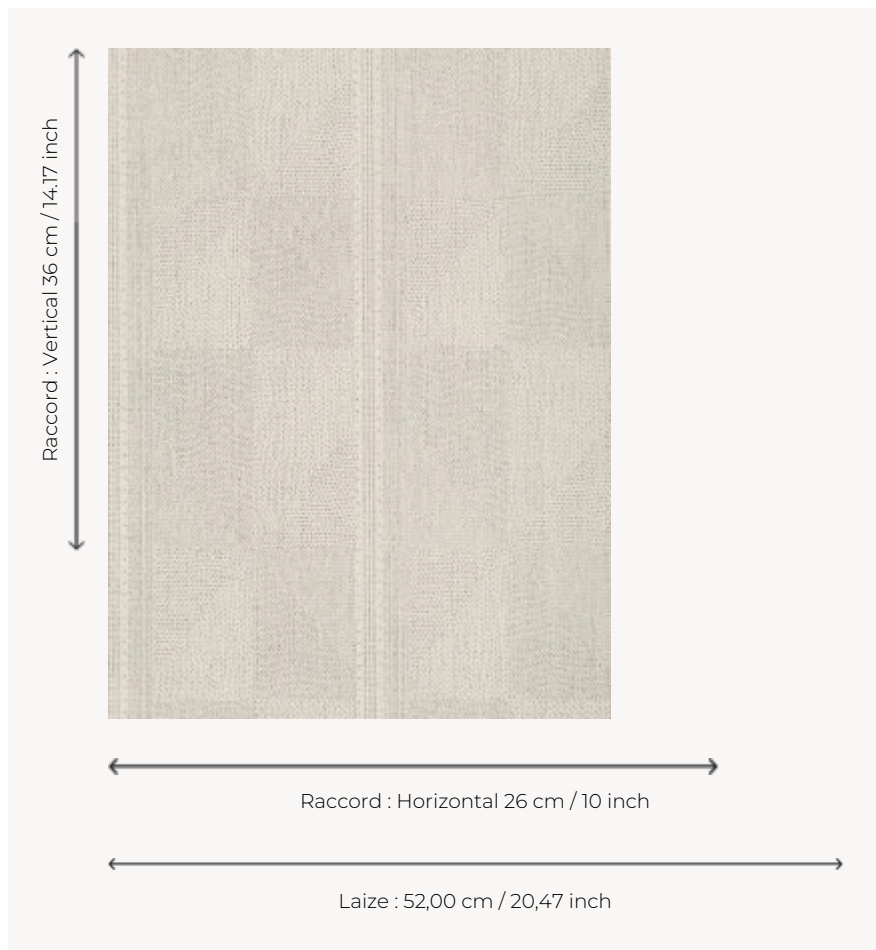 Raccord : Vertical 36 cm / 14.17 inch
Raccord : Horizontal 26 cm / 10 inch
Laize : 52,00 cm / 20,47 inch